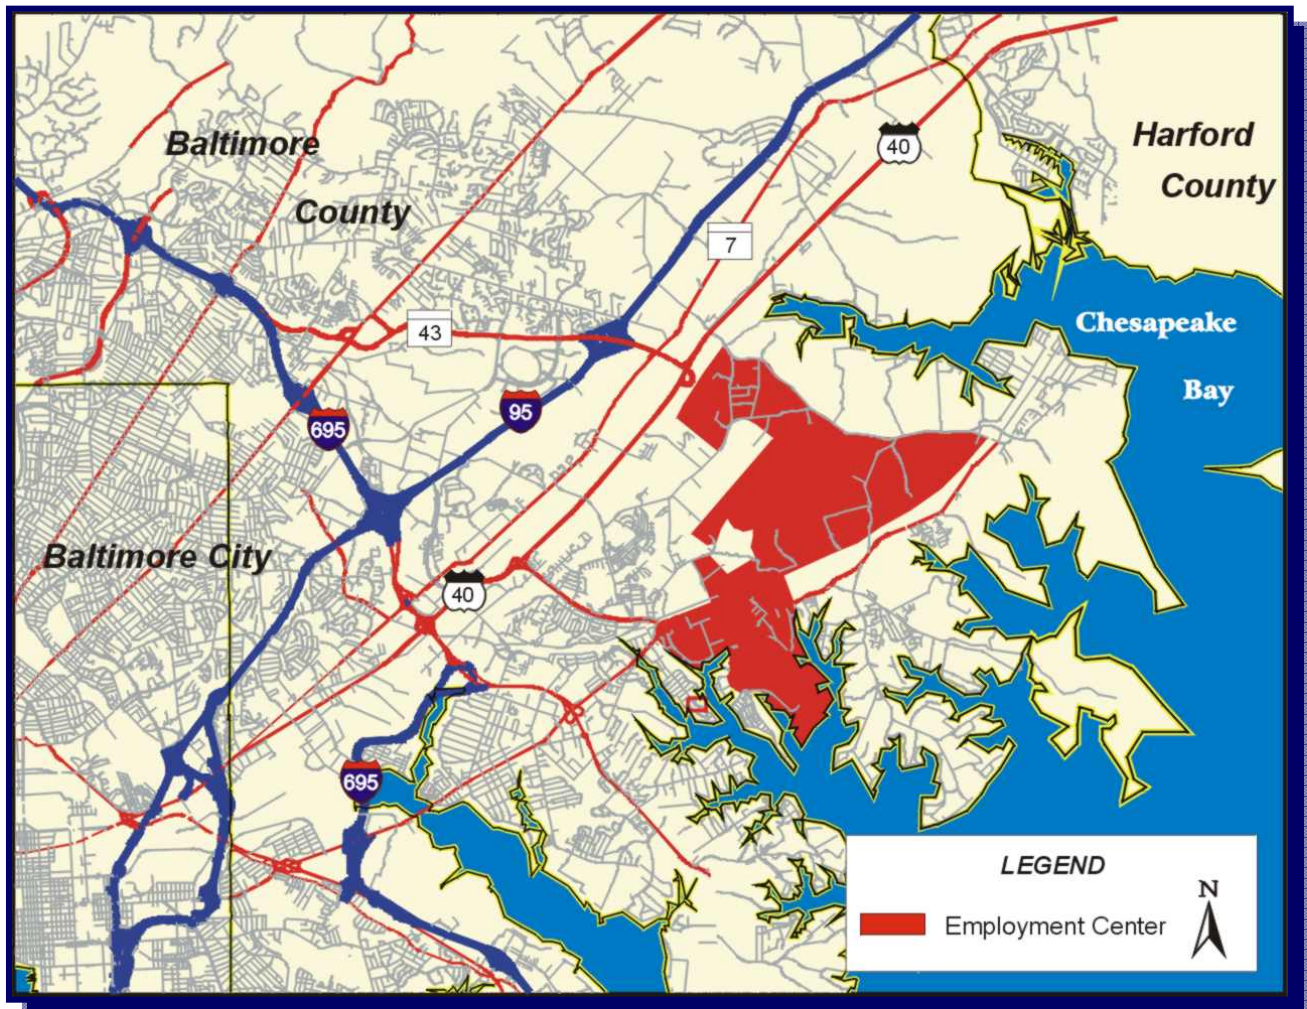 Baltimore
County
Harford
County
40
7
43
Chesapeake
Bay
95
695
Baltimore City
40
695
LEGEND
N
Employment Center